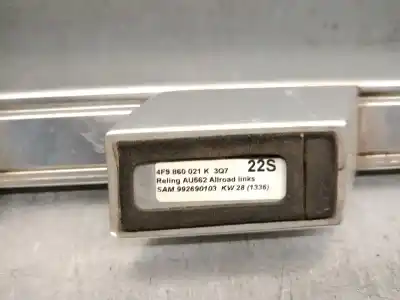 4F9 860 021 K 3Q7 22S
Reling AU562 Allroad links
SAM 992690103 KW 28 (1336)